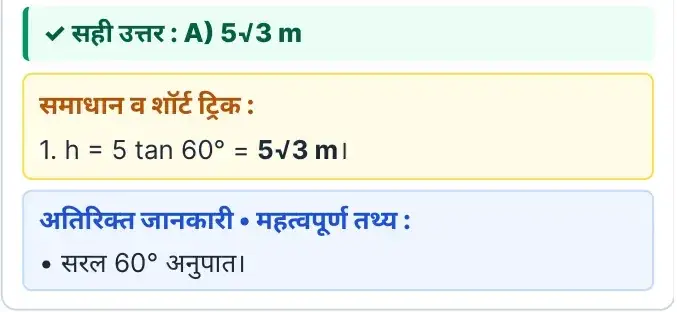 ✓ सही उत्तर : A) 5√3 m
समाधान व शॉर्ट ट्रिक :
1. h = 5 tan 60° = 5√3 m।
अतिरिक्त जानकारी • महत्वपूर्ण तथ्य :
• सरल 60° अनुपात।